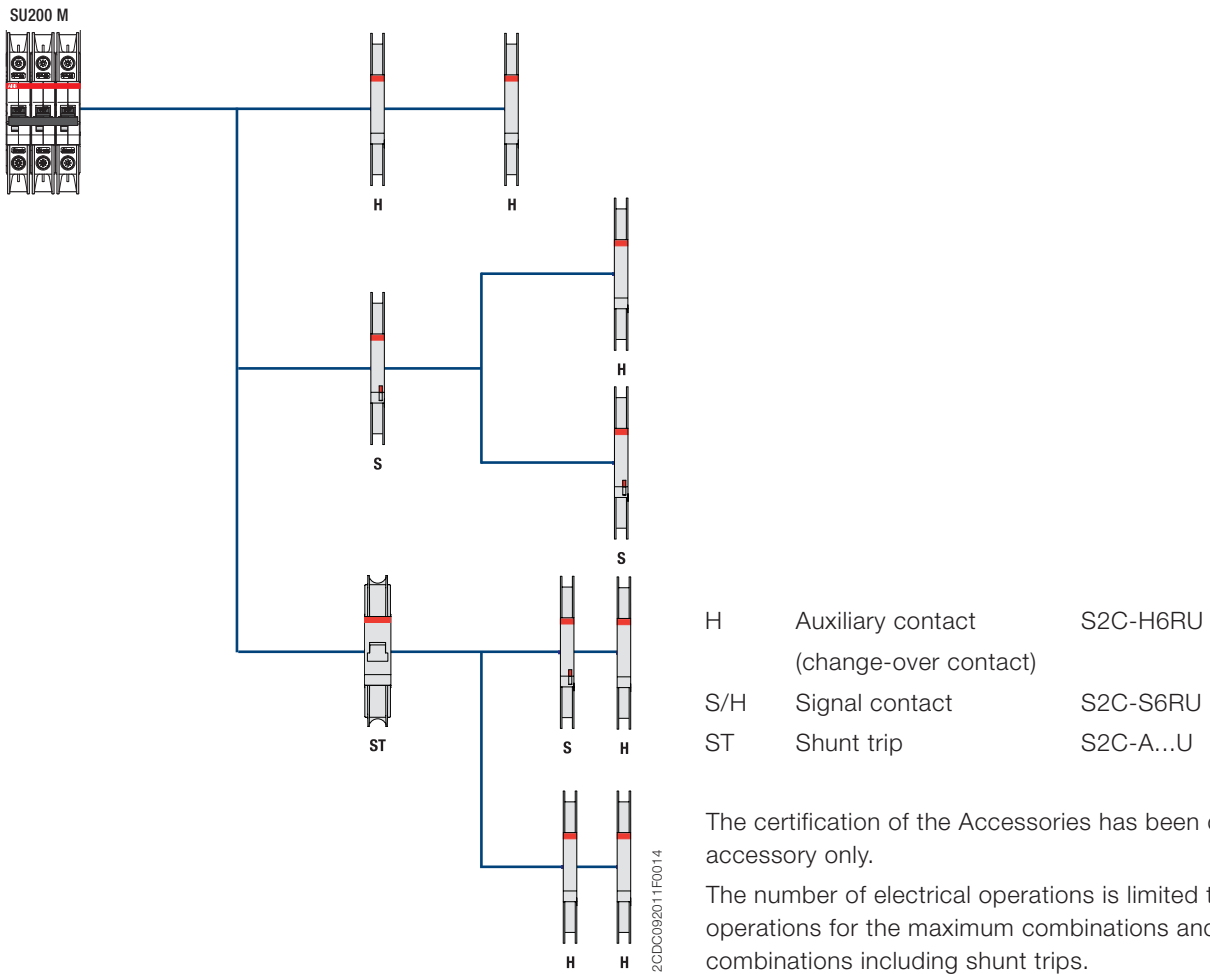 SU200 M
ABB
H H
H
S
S
ST S H
H H
2CDC092011F0014
H Auxiliary contact S2C-H6RU
(change-over contact)
S/H Signal contact S2C-S6RU
ST Shunt trip S2C-A...U
The certification of the Accessories has been
accessory only.
The number of electrical operations is limited
operations for the maximum combinations and
combinations including shunt trips.